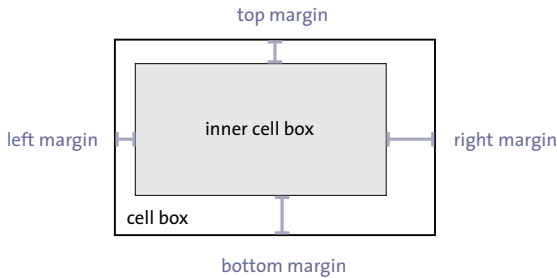 top margin
inner cell box
left margin
right margin
cell box
bottom margin